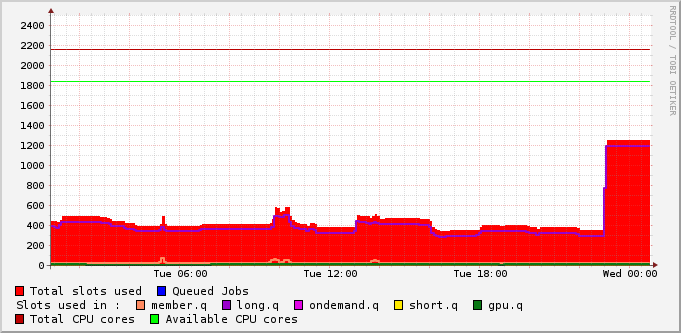 2400
2200
2000
1800
1600
1400
1200
1000
800
600
400
200
0
Tue 06:00 Tue 12:00 Tue 18:00 Wed 00:00
RRDTOOL / TOBI OETIKER
Total slots used Queued Jobs
Slots used in : member.q long.q ondemand.q short.q gpu.q
Total CPU cores Available CPU cores